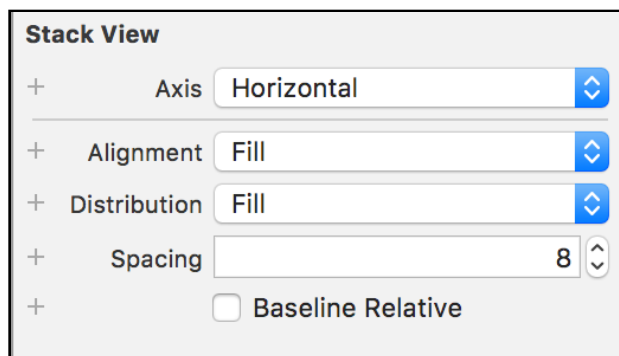 Stack View
+ Axis Horizontal
+ Alignment Fill
+ Distribution Fill
+ Spacing 8
+ Baseline Relative